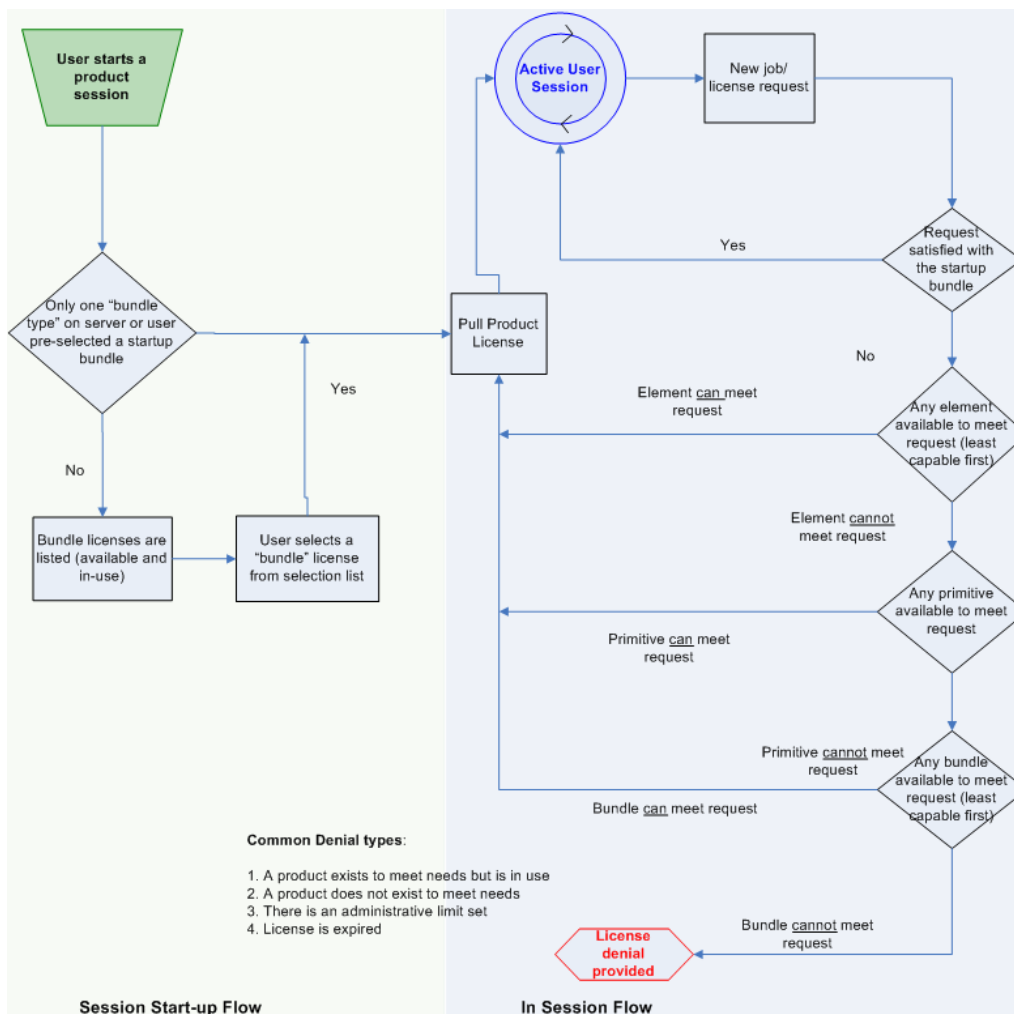 User starts a
product
session
Only one “bundle
type” on server or user
pre-selected a startup
bundle
Yes
No
Bundle licenses are
listed (available and
in-use)
User selects a
“bundle” license
from selection list
Pull Product
License
Active User
Session
New job/
license request
Request
satisfied with
the startup
bundle
Yes
No
Any element
available to meet
request (least
capable first)
Element can meet
request
Element cannot
meet request
Any primitive
available to meet
request
Primitive can meet
request
Primitive cannot meet
request
Any bundle
available to meet
request (least
capable first)
Bundle can meet request
Bundle cannot meet
request
License
denial
provided
Common Denial types:
1. A product exists to meet needs but is in use
2. A product does not exist to meet needs
3. There is an administrative limit set
4. License is expired
Session Start-up Flow
In Session Flow